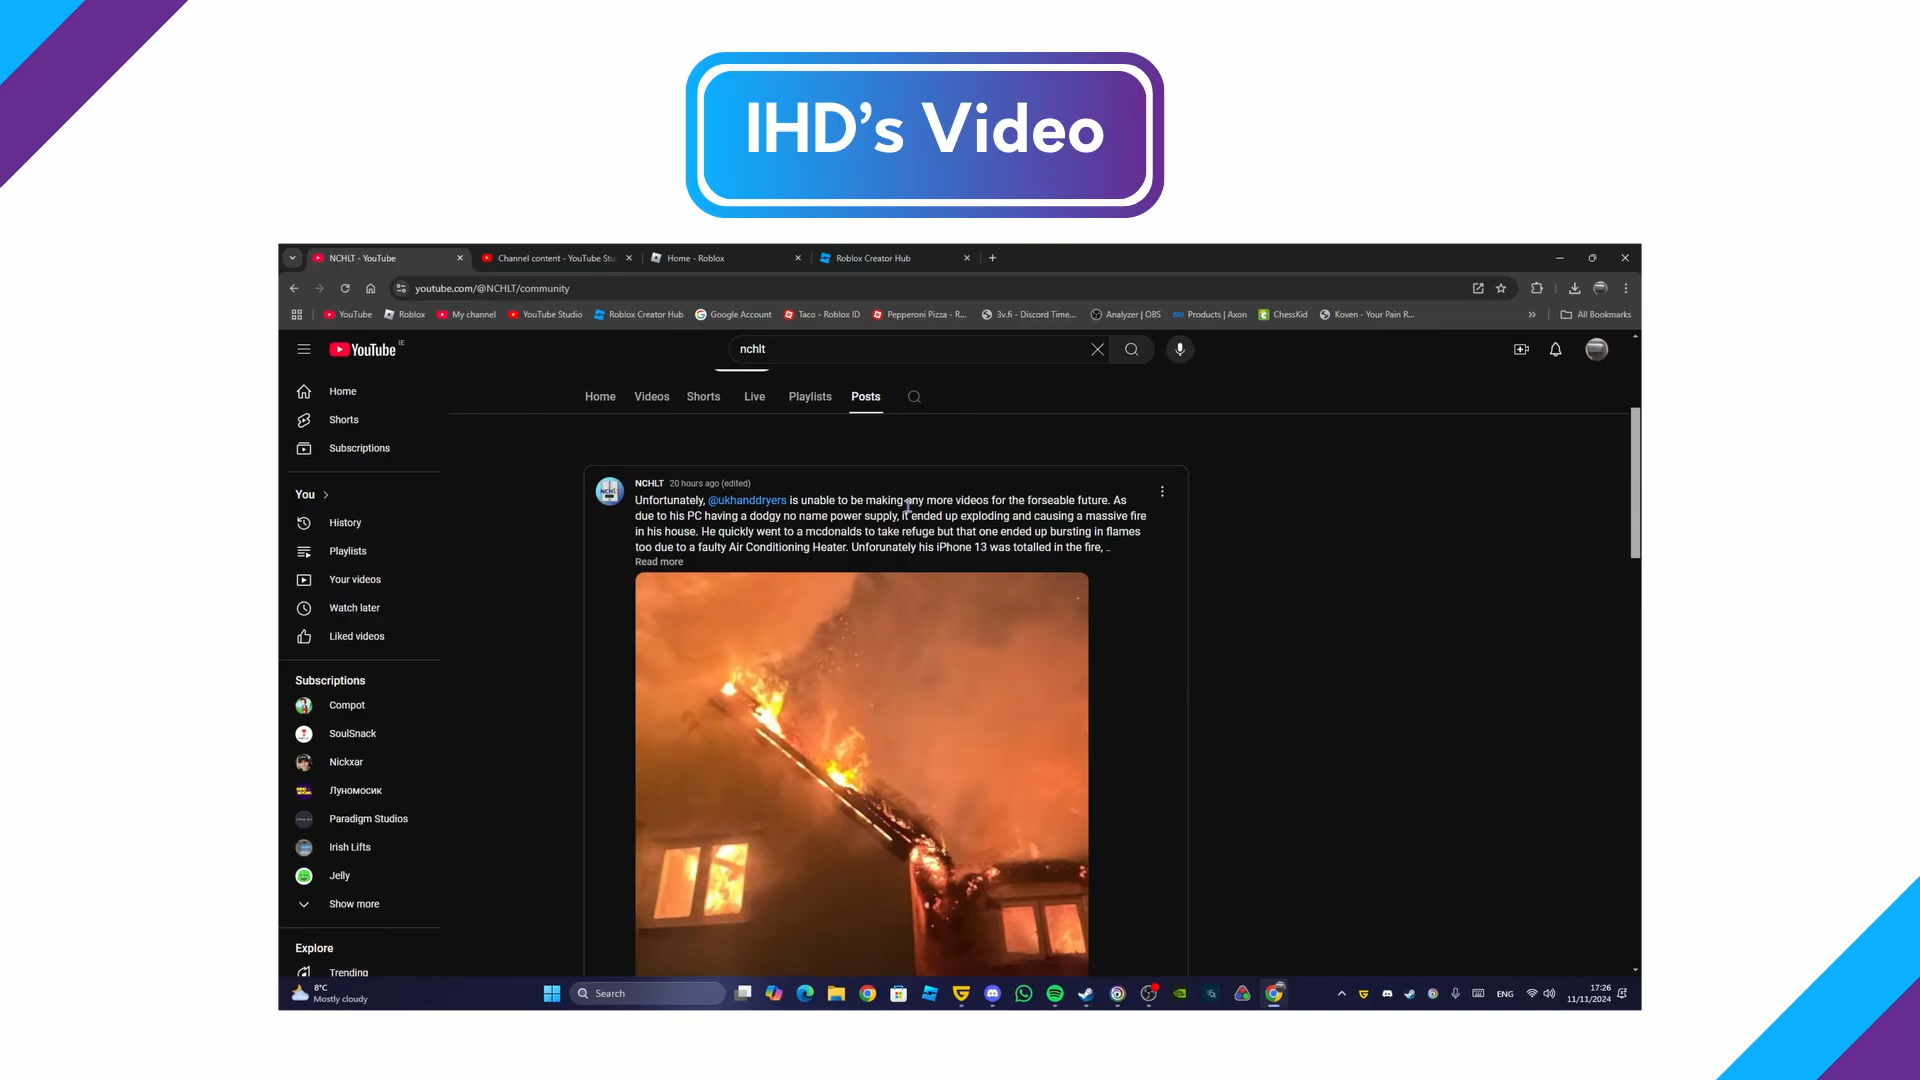 IHD’s Video
NCHLT - YouTube
Channel content - YouTube Stu
Home - Roblox
Roblox Creator Hub
youtube.com/@NCHLT/community
YouTube
Roblox
My channel
YouTube Studio
Roblox Creator Hub
Google Account
Taco - Roblox ID
Pepperoni Pizza - R...
3v.fi - Discord Time...
Analyzer | OBS
Products | Axon
ChessKid
Koven - Your Pain R...
All Bookmarks
YouTube IE
nchlt
Home
Shorts
Subscriptions
You
History
Playlists
Your videos
Watch later
Liked videos
Subscriptions
Compot
SoulSnack
Nickxar
Луномосик
Paradigm Studios
Irish Lifts
Jelly
Show more
Explore
Trending
Home Videos Shorts Live Playlists Posts
NCHLT 20 hours ago (edited)
Unfortunately, @ukhanddryers is unable to be making any more videos for the forseable future. As
due to his PC having a dodgy no name power supply, it ended up exploding and causing a massive fire
in his house. He quickly went to a mcdonalds to take refuge but that one ended up bursting in flames
too due to a faulty Air Conditioning Heater. Unforunately his iPhone 13 was totalled in the fire, ...
Read more
8°C
Mostly cloudy
Search
ENG
17:26
11/11/2024